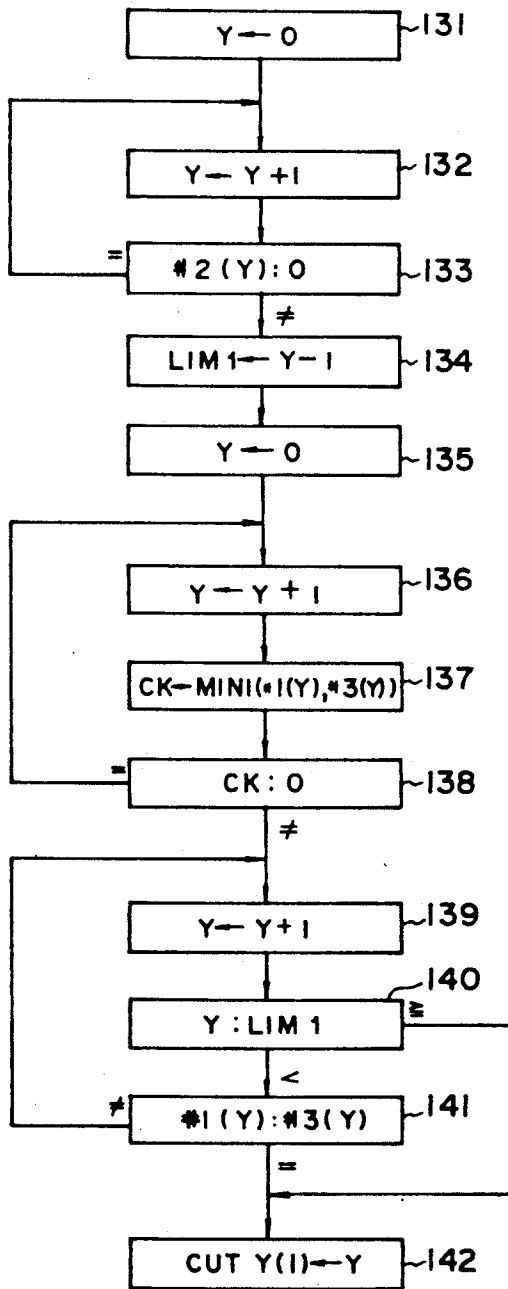 Y ← 0 131
Y ← Y + 1 132
=
#2(Y) : 0 133
≠
LIM 1 ← Y - 1 134
Y ← 0 135
Y ← Y + 1 136
CK ← MINI(#1(Y), #3(Y)) 137
=
CK : 0 138
≠
Y ← Y + 1 139
140
Y : LIM 1 ≧
<
≠
#1(Y) : #3(Y) 141
=
CUT Y(1) ← Y 142